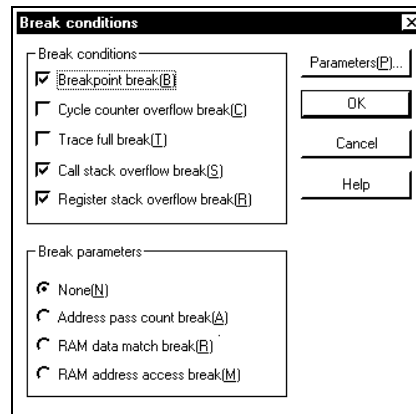 Break conditions
Break conditions
Breakpoint break(B)
Cycle counter overflow break(C)
Trace full break(T)
Call stack overflow break(S)
Register stack overflow break(R)
Parameters(P)...
OK
Cancel
Help
Break parameters
None(N)
Address pass count break(A)
RAM data match break(R)
RAM address access break(M)